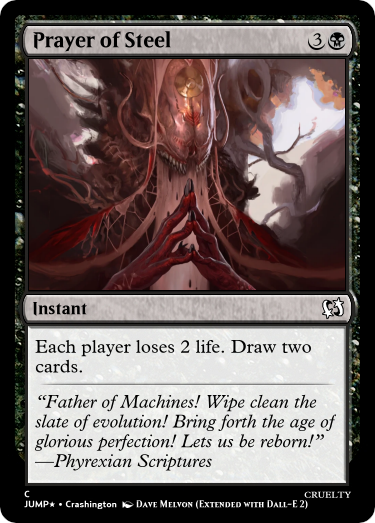 Prayer of Steel 3
Instant
Each player loses 2 life. Draw two
cards.
“Father of Machines! Wipe clean the
slate of evolution! Bring forth the age of
glorious perfection! Lets us be reborn!”
—Phyrexian Scriptures
C CRUELTY
JUMP★ • Crashington Dave Melvon (Extended with Dall-E 2)